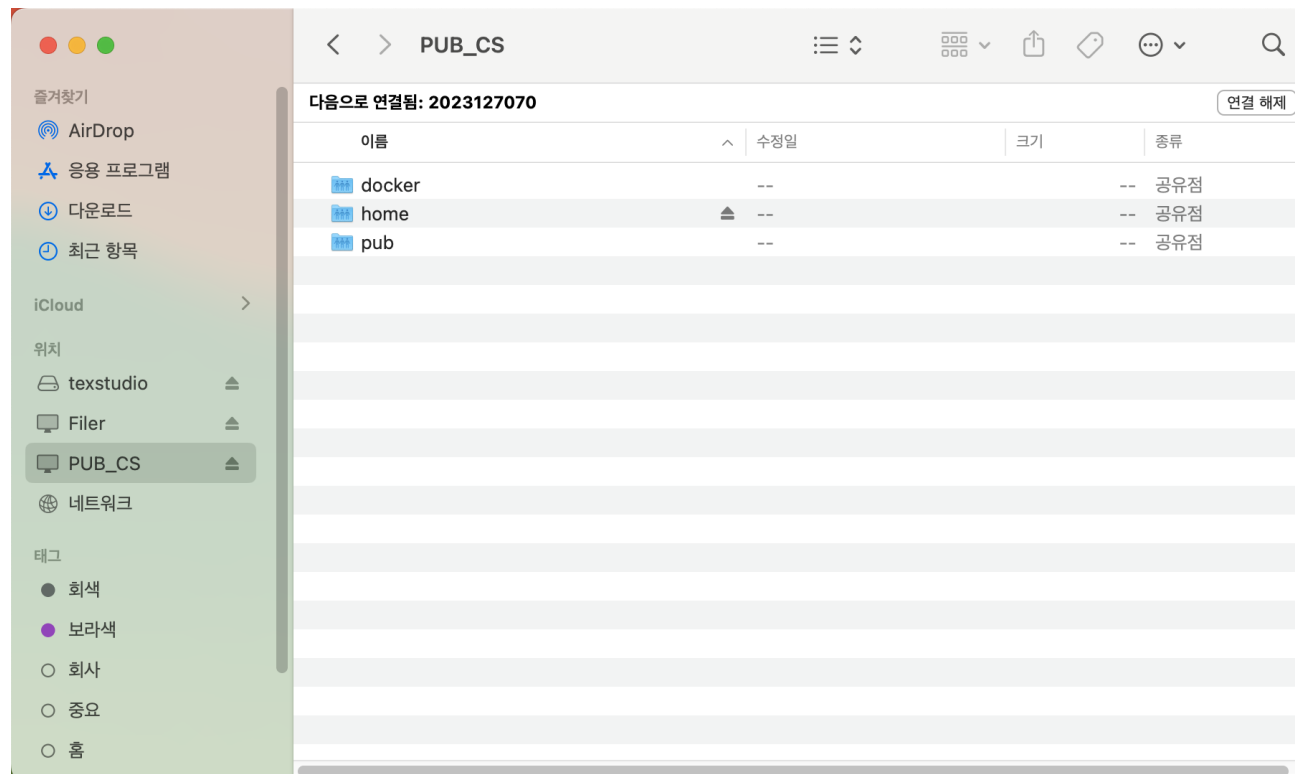 PUB_CS
즐겨찾기
AirDrop
응용 프로그램
다운로드
최근 항목
iCloud
위치
texstudio
Filer
PUB_CS
네트워크
태그
회색
보라색
회사
중요
홈
다음으로 연결됨: 2023127070 연결 해제
이름 수정일 크기 종류
docker -- -- 공유점
home -- -- 공유점
pub -- -- 공유점